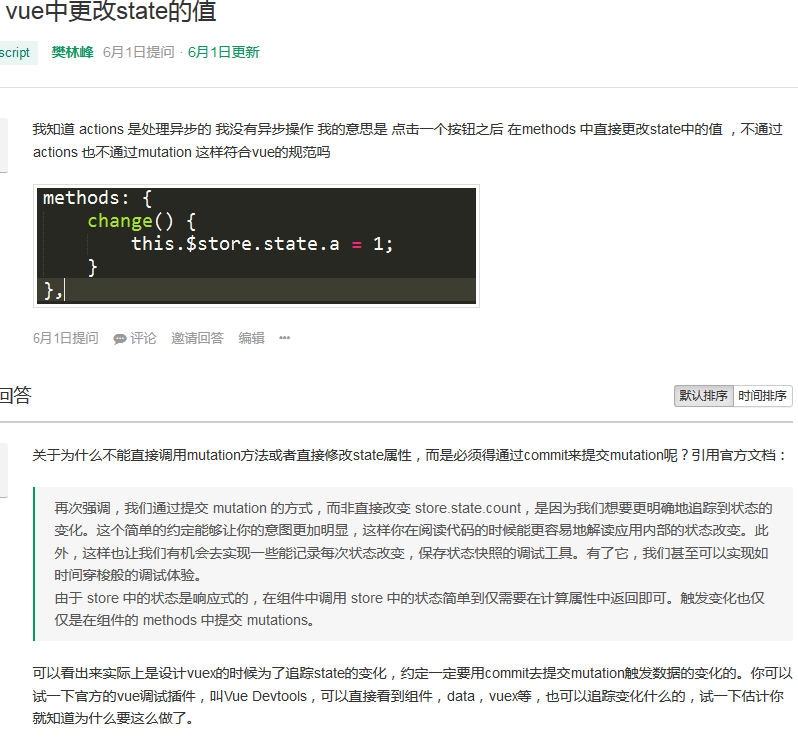 vue中更改state的值
script 樊林峰 6月1日提问 · 6月1日更新
我知道 actions 是处理异步的 我没有异步操作 我的意思是 点击一个按钮之后 在methods 中直接更改state中的值 ，不通过
actions 也不通过mutation 这样符合vue的规范吗
methods: {
change() {
this.$store.state.a = 1;
}
},
6月1日提问 评论 邀请回答 编辑 •••
回答 默认排序 时间排序
关于为什么不能直接调用mutation方法或者直接修改state属性，而是必须得通过commit来提交mutation呢？引用官方文档：
再次强调，我们通过提交 mutation 的方式，而非直接改变 store.state.count，是因为我们想要更明确地追踪到状态的
变化。这个简单的约定能够让你的意图更加明显，这样你在阅读代码的时候能更容易地解读应用内部的状态改变。此
外，这样也让我们有机会去实现一些能记录每次状态改变，保存状态快照的调试工具。有了它，我们甚至可以实现如
时间穿梭般的调试体验。
由于 store 中的状态是响应式的，在组件中调用 store 中的状态简单到仅需要在计算属性中返回即可。触发变化也仅
仅是在组件的 methods 中提交 mutations。
可以看出来实际上是设计vuex的时候为了追踪state的变化，约定一定要用commit去提交mutation触发数据的变化的。你可以
试一下官方的vue调试插件，叫Vue Devtools，可以直接看到组件，data，vuex等，也可以追踪变化什么的，试一下估计你
就知道为什么要这么做了。